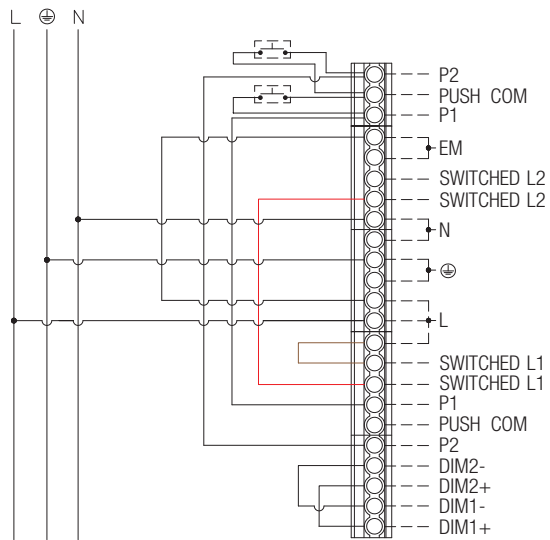 L N
P2
PUSH COM
P1
EM
SWITCHED L2
SWITCHED L2
N
L
SWITCHED L1
SWITCHED L1
P1
PUSH COM
P2
DIM2-
DIM2+
DIM1-
DIM1+